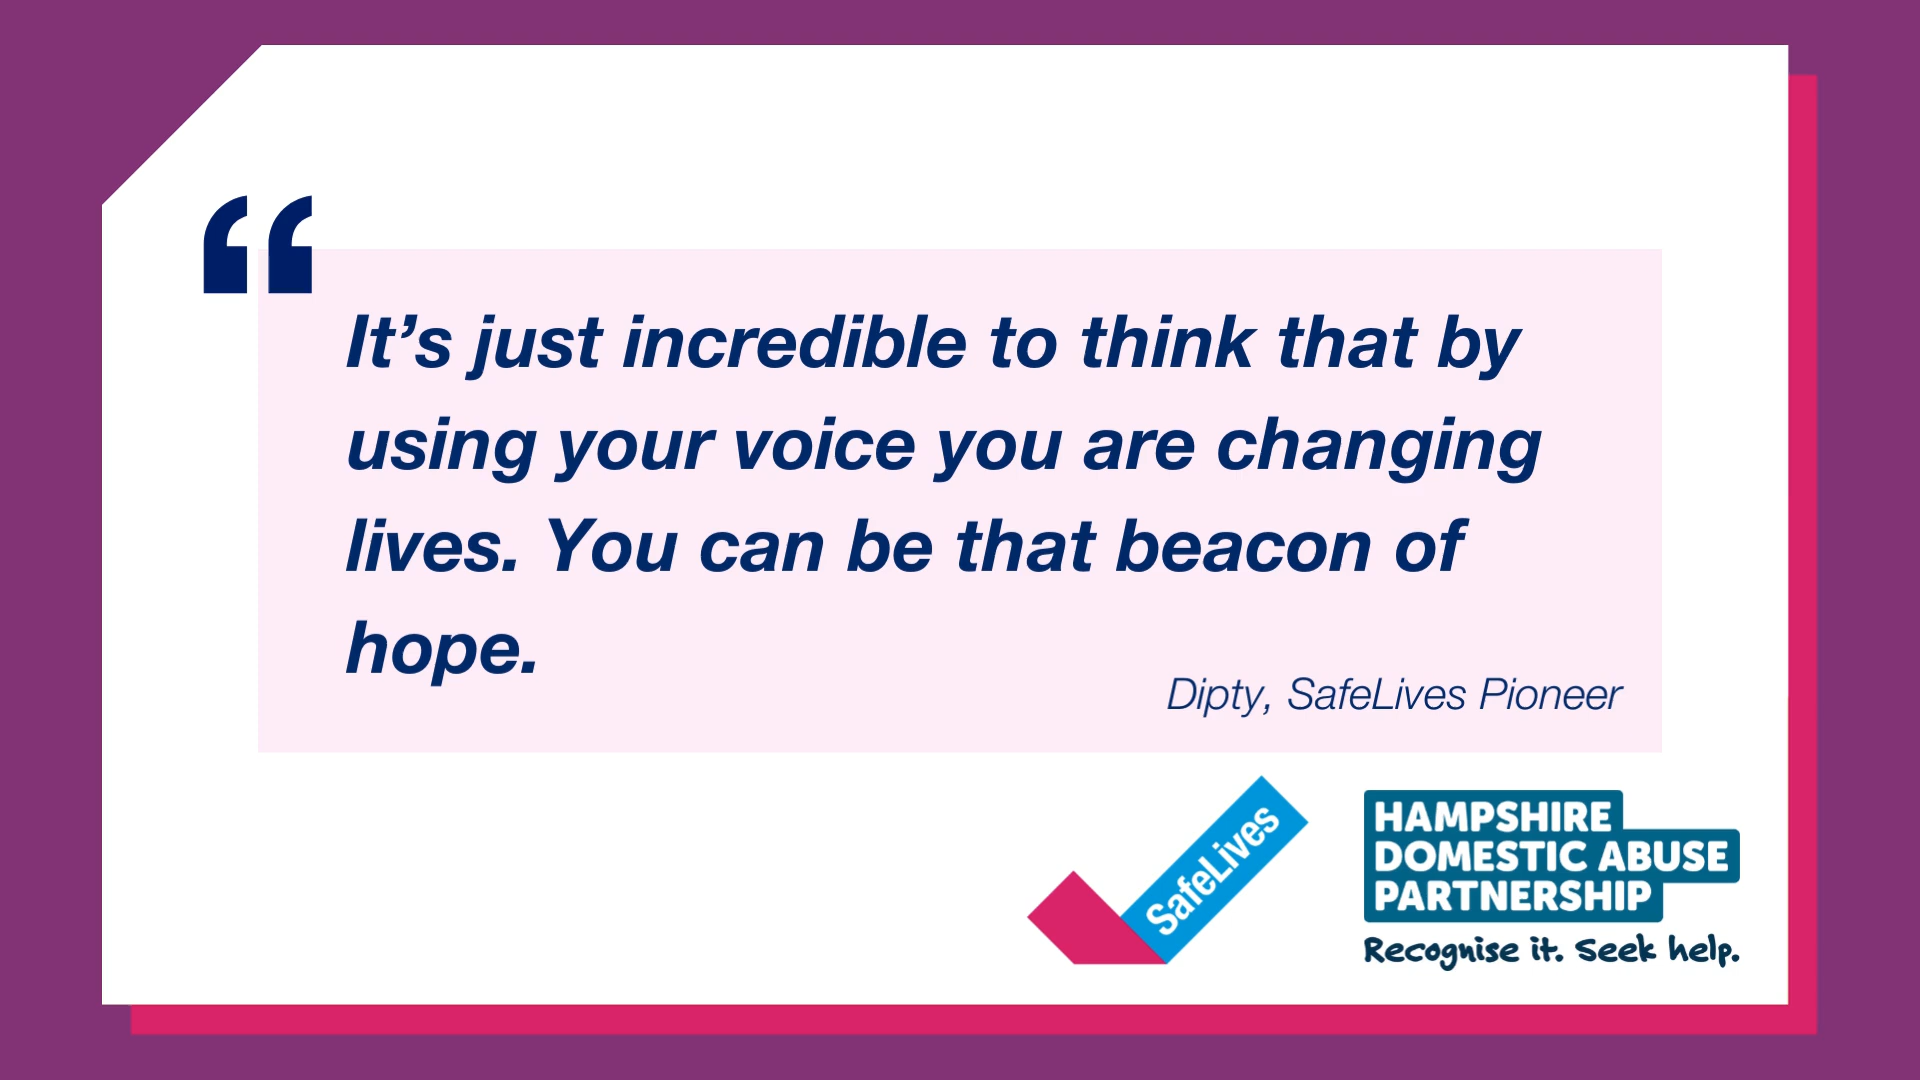 “
It’s just incredible to think that by
using your voice you are changing
lives. You can be that beacon of
hope.
Dipty, SafeLives Pioneer
SafeLives
HAMPSHIRE
DOMESTIC ABUSE
PARTNERSHIP
Recognise it. Seek help.